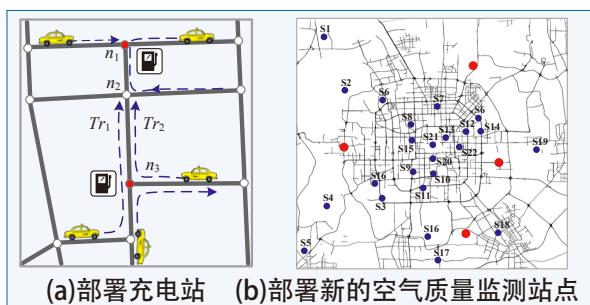 n1
n2
Tr1
Tr2
n3
(a)部署充电站
S1
S2
S6
S7
S6
S8
S13
S12
S14
S21
S15
S22
S19
S20
S9
S10
S16
S11
S3
S4
S16
S18
S5
S17
(b)部署新的空气质量监测站点